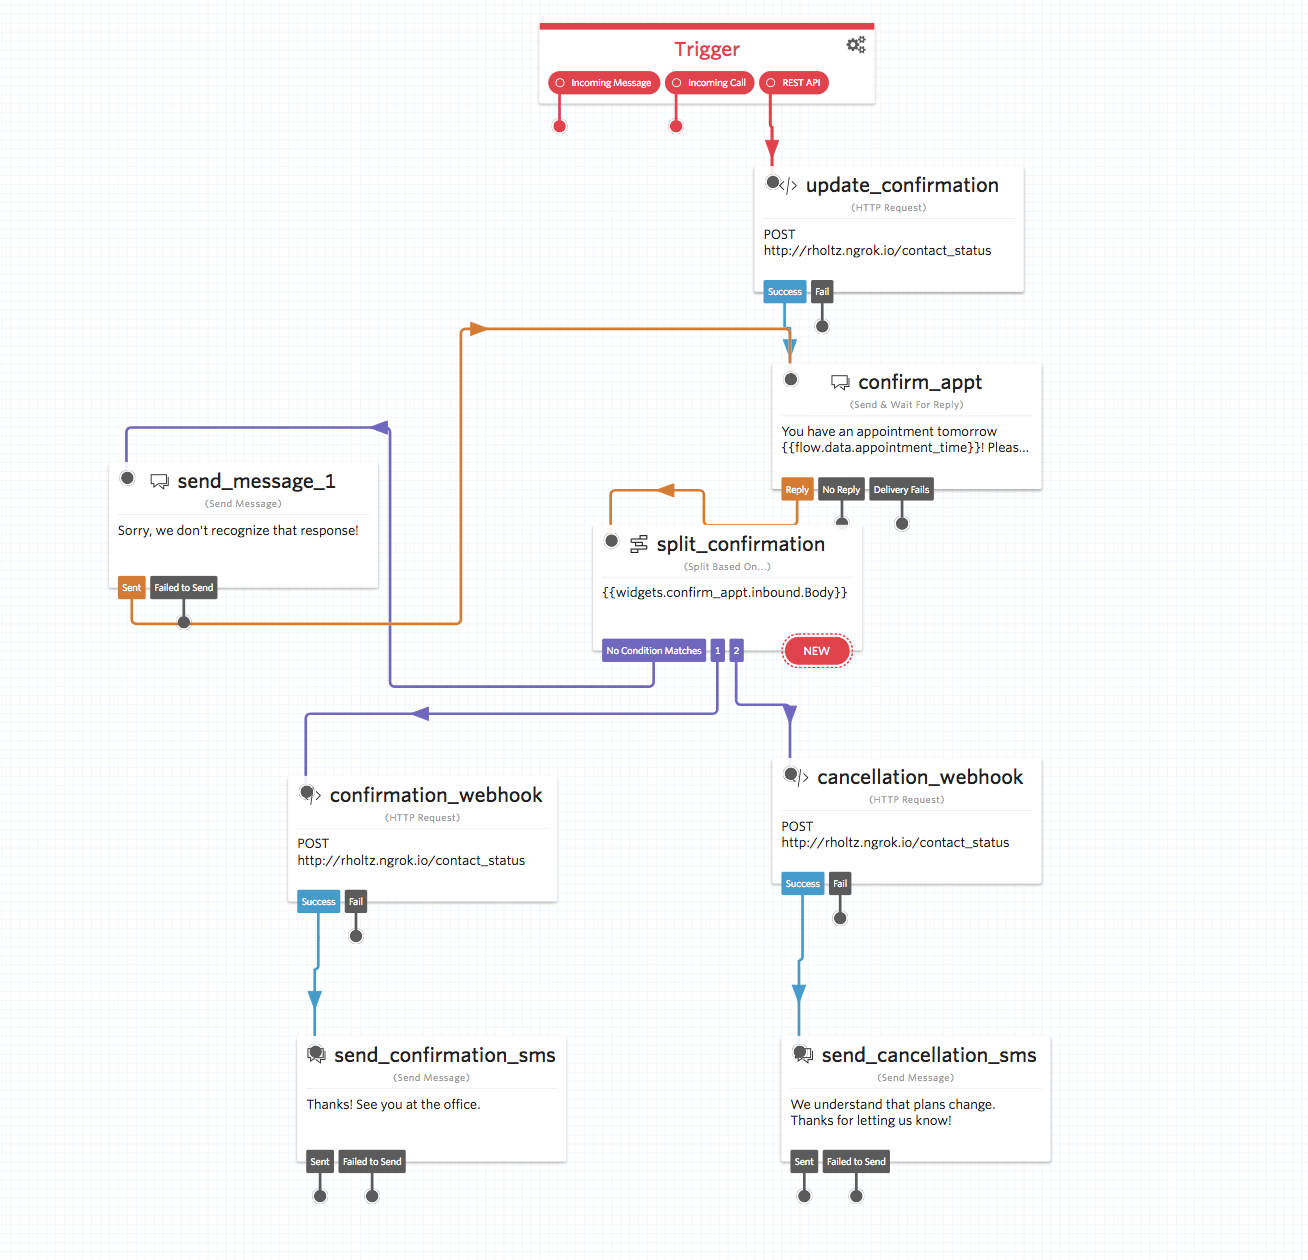 Trigger
Incoming Message
Incoming Call
REST API
update_confirmation
(HTTP Request)
POST
http://rholtz.ngrok.io/contact_status
Success
Fail
confirm_appt
(Send & Wait For Reply)
You have an appointment tomorrow
{{flow.data.appointment_time}}! Pleas...
Reply
No Reply
Delivery Fails
send_message_1
(Send Message)
Sorry, we don't recognize that response!
Sent
Failed to Send
split_confirmation
(Split Based On...)
{{widgets.confirm_appt.inbound.Body}}
No Condition Matches
1
2
NEW
confirmation_webhook
(HTTP Request)
POST
http://rholtz.ngrok.io/contact_status
Success
Fail
cancellation_webhook
(HTTP Request)
POST
http://rholtz.ngrok.io/contact_status
Success
Fail
send_confirmation_sms
(Send Message)
Thanks! See you at the office.
Sent
Failed to Send
send_cancellation_sms
(Send Message)
We understand that plans change.
Thanks for letting us know!
Sent
Failed to Send